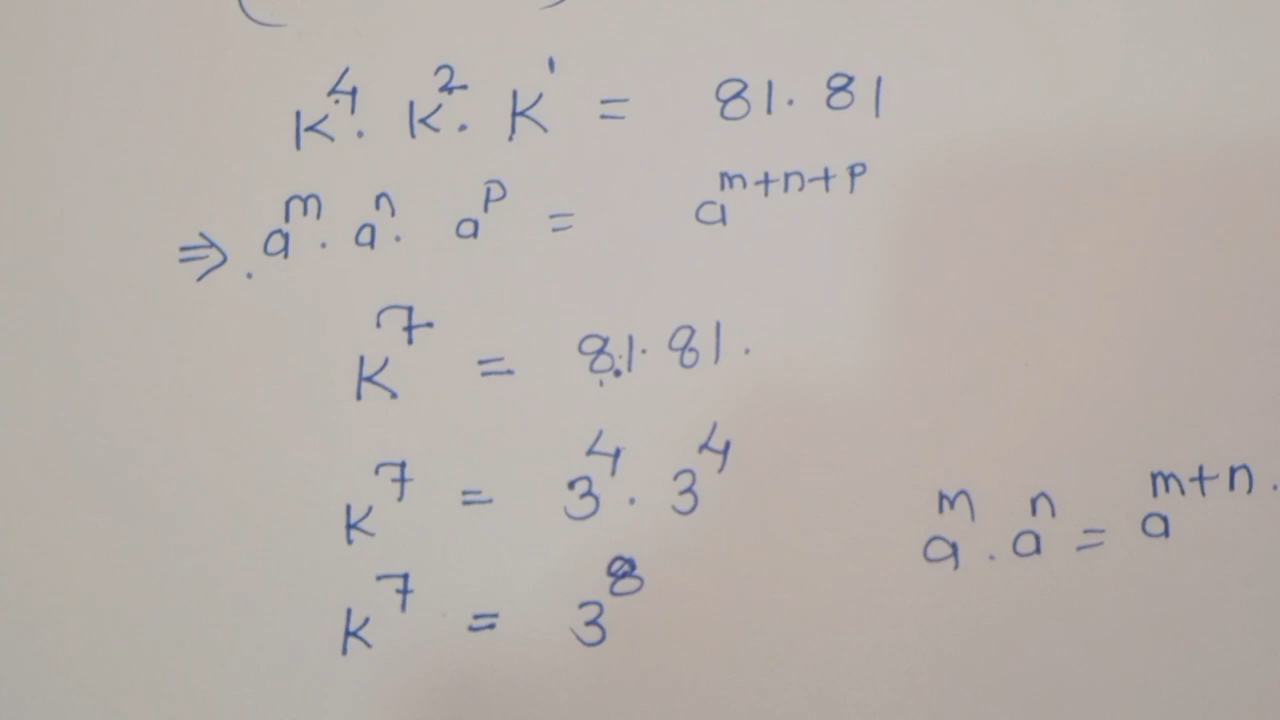 K⁴. K². K' = 81. 81
⇒ . aᵐ. aⁿ. aᵖ = aᵐ⁺ⁿ⁺ᵖ
K⁷ = 81. 81.
K⁷ = 3⁴. 3⁴
aᵐ . aⁿ = aᵐ⁺ⁿ.
K⁷ = 3⁸